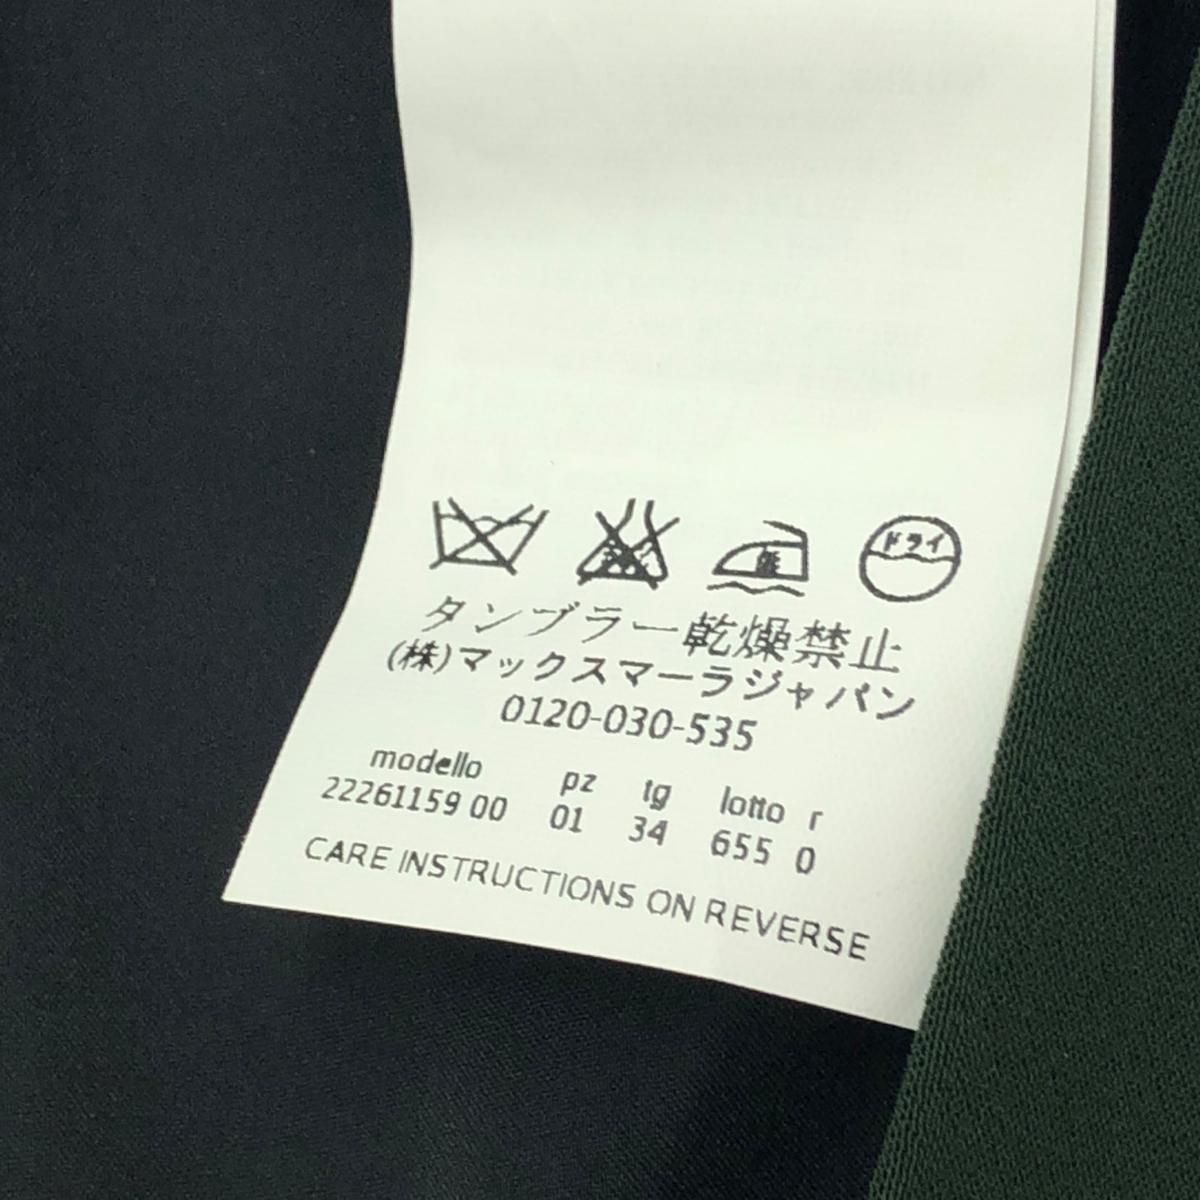 ドライ
タンブラー乾燥禁止
(株)マックスマーラジャパン
0120-030-535
modello pz tg lotto r
22261159 00 01 34 655 0
CARE INSTRUCTIONS ON REVERSE